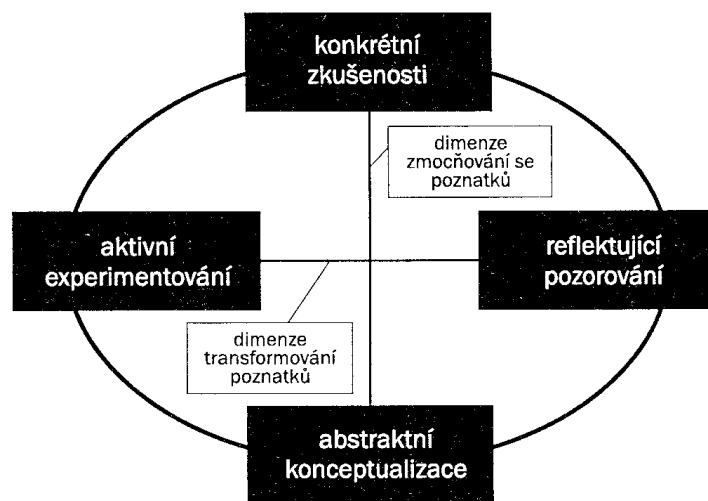 konkrétní
zkušenosti
dimenze
zmocňování se
poznatků
aktivní
experimentování
reflektující
pozorování
dimenze
transformování
poznatků
abstraktní
konceptualizace